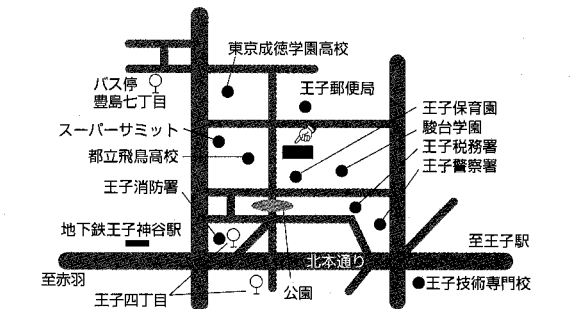 東京成徳学園高校
バス停
豊島七丁目
王子郵便局
スーパーサミット
都立飛鳥高校
王子消防署
地下鉄王子神谷駅
王子保育園
駿台学園
王子税務署
王子警察署
至王子駅
北本通り
至赤羽
王子四丁目
公園
王子技術専門校